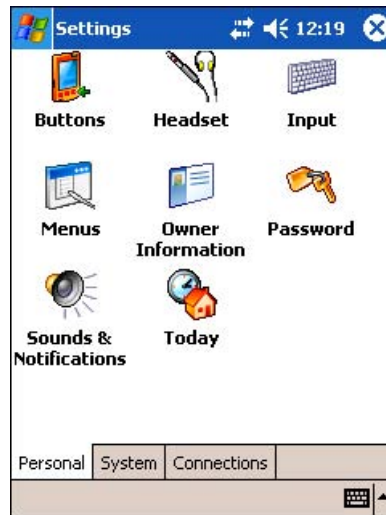 Settings 12:19
Buttons Headset Input
Menus Owner Information Password
Sounds & Notifications Today
Personal System Connections